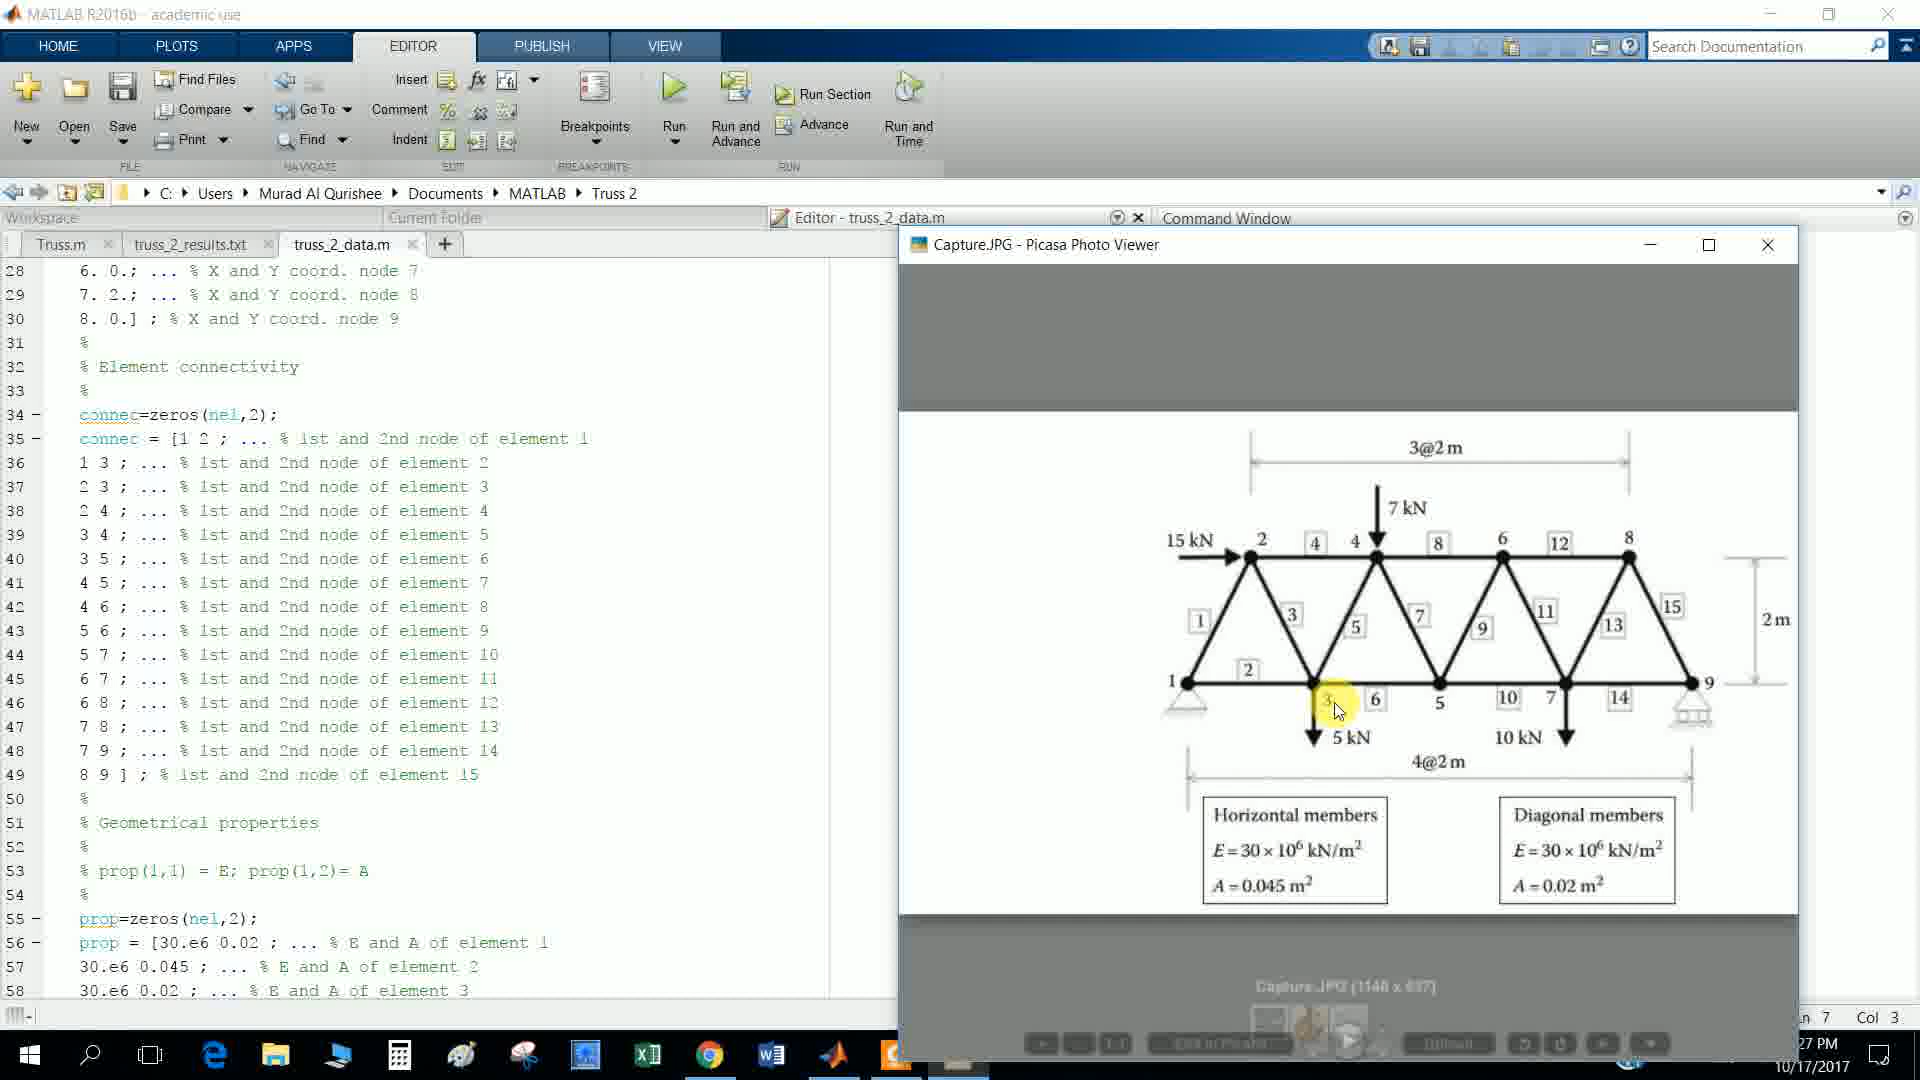 MATLAB R2016b - academic use
HOME PLOTS APPS EDITOR PUBLISH VIEW
Search Documentation
New Open Save
Find Files
Compare
Print
FILE
Go To
Find
NAVIGATE
Insert
Comment
Indent
EDIT
Breakpoints
BREAKPOINTS
Run
Run and Advance
Run Section
Advance
Run and Time
RUN
C: Users Murad Al Qurishee Documents MATLAB Truss 2
Workspace Current Folder Editor - truss_2_data.m Command Window
Truss.m truss_2_results.txt truss_2_data.m +
28 6. 0.; ... % X and Y coord. node 7
29 7. 2.; ... % X and Y coord. node 8
30 8. 0.] ; % X and Y coord. node 9
31 %
32 % Element connectivity
33 %
34 - connec=zeros(nel,2);
35 - connec = [1 2 ; ... % 1st and 2nd node of element 1
36 1 3 ; ... % 1st and 2nd node of element 2
37 2 3 ; ... % 1st and 2nd node of element 3
38 2 4 ; ... % 1st and 2nd node of element 4
39 3 4 ; ... % 1st and 2nd node of element 5
40 3 5 ; ... % 1st and 2nd node of element 6
41 4 5 ; ... % 1st and 2nd node of element 7
42 4 6 ; ... % 1st and 2nd node of element 8
43 5 6 ; ... % 1st and 2nd node of element 9
44 5 7 ; ... % 1st and 2nd node of element 10
45 6 7 ; ... % 1st and 2nd node of element 11
46 6 8 ; ... % 1st and 2nd node of element 12
47 7 8 ; ... % 1st and 2nd node of element 13
48 7 9 ; ... % 1st and 2nd node of element 14
49 8 9 ] ; % 1st and 2nd node of element 15
50 %
51 % Geometrical properties
52 %
53 % prop(1,1) = E; prop(1,2)= A
54 %
55 - prop=zeros(nel,2);
56 - prop = [30.e6 0.02 ; ... % E and A of element 1
57 30.e6 0.045 ; ... % E and A of element 2
58 30.e6 0.02 ; ... % E and A of element 3
Capture.JPG - Picasa Photo Viewer
3@2 m
7 kN
15 kN 2 4 4 8 6 12 8
1 3 5 7 9 11 13 15 2 m
1 2 3 6 5 10 7 14 9
5 kN 10 kN
4@2 m
Horizontal members
E = 30 × 10⁶ kN/m²
A = 0.045 m²
Diagonal members
E = 30 × 10⁶ kN/m²
A = 0.02 m²
Ln 7 Col 3
:27 PM
10/17/2017